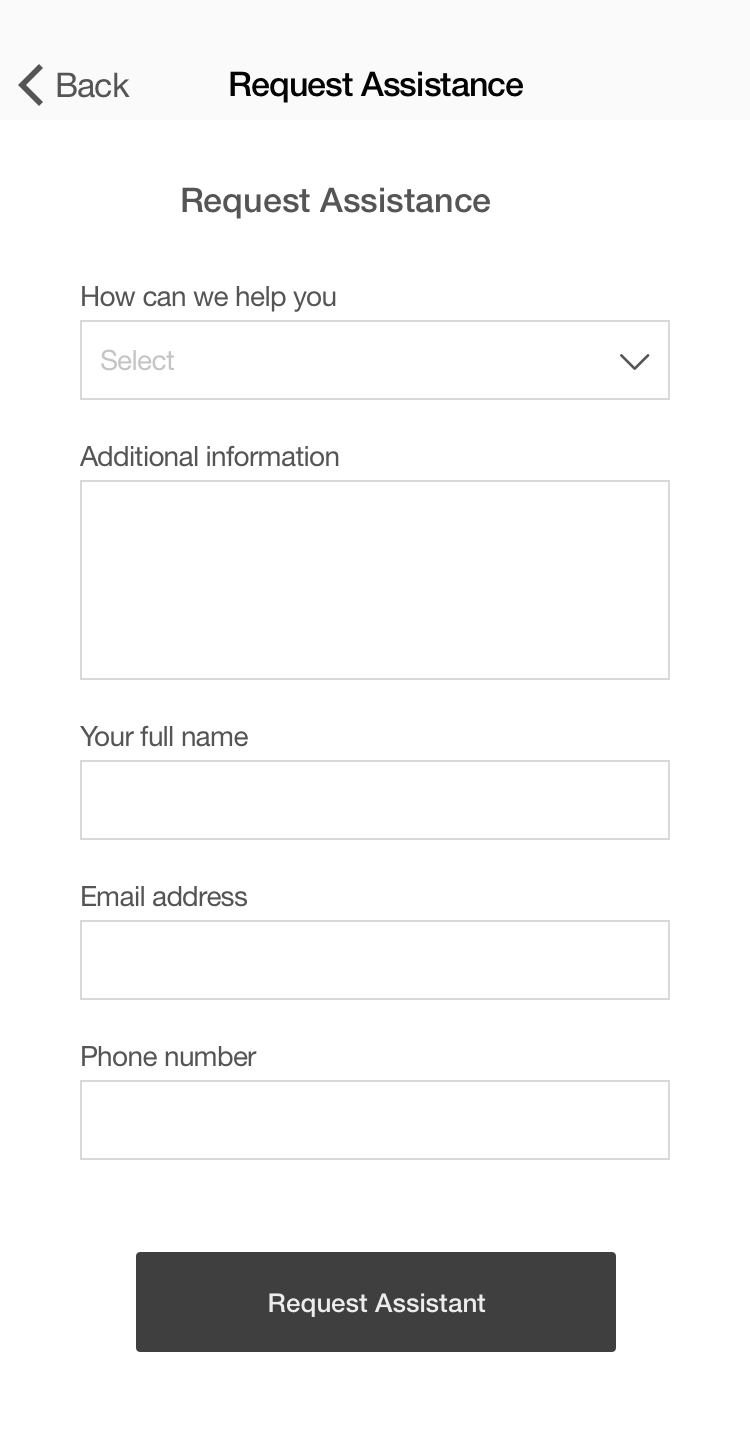 Back Request Assistance
Request Assistance
How can we help you
Select
Additional information
Your full name
Email address
Phone number
Request Assistant